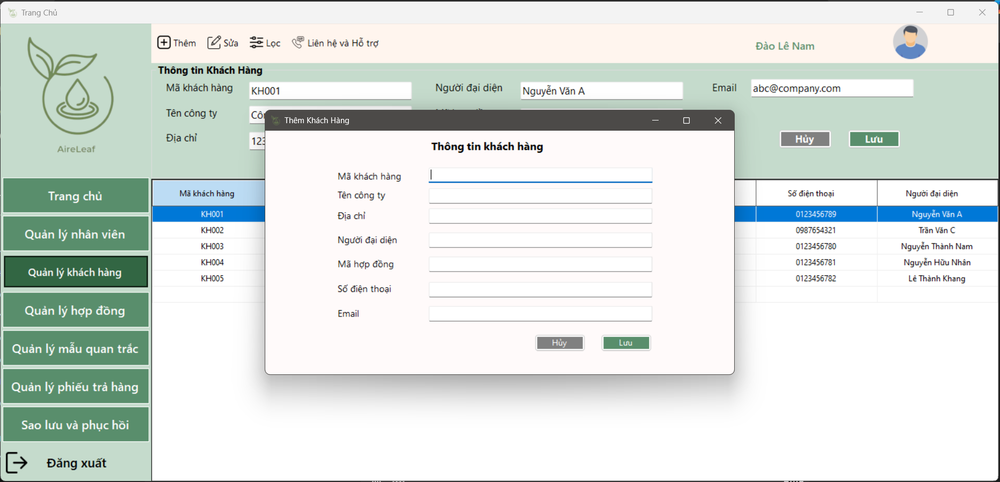 Trang Chủ
Thêm Sửa Lọc Liên hệ và Hỗ trợ
Đào Lê Nam
AireLeaf
Trang chủ
Quản lý nhân viên
Quản lý khách hàng
Quản lý hợp đồng
Quản lý mẫu quan trắc
Quản lý phiếu trả hàng
Sao lưu và phục hồi
Đăng xuất
Thông tin Khách Hàng
Mã khách hàng KH001 Người đại diện Nguyễn Văn A Email abc@company.com
Tên công ty
Địa chỉ 123
Hủy Lưu
Mã khách hàng Số điện thoại Người đại diện
KH001 0123456789 Nguyễn Văn A
KH002 0987654321 Trần Văn C
KH003 0123456780 Nguyễn Thành Nam
KH004 0123456781 Nguyễn Hữu Nhân
KH005 0123456782 Lê Thành Khang
Thêm Khách Hàng
Thông tin khách hàng
Mã khách hàng
Tên công ty
Địa chỉ
Người đại diện
Mã hợp đồng
Số điện thoại
Email
Hủy Lưu